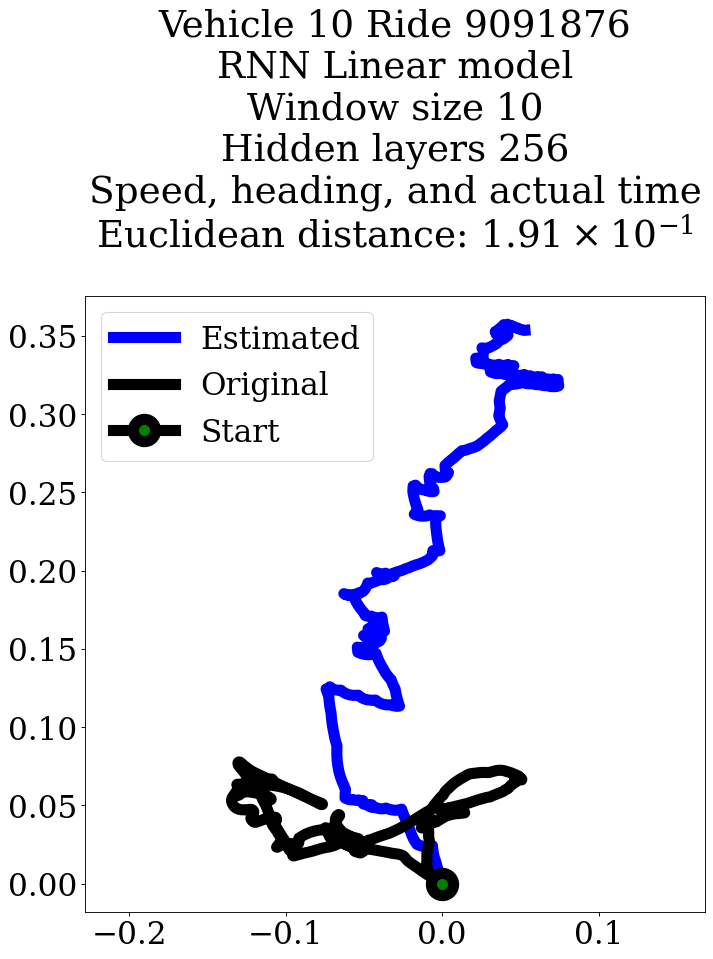 Vehicle 10 Ride 9091876
RNN Linear model
Window size 10
Hidden layers 256
Speed, heading, and actual time
Euclidean distance: 1.91 × 10⁻¹
Estimated
Original
Start
0.35
0.30
0.25
0.20
0.15
0.10
0.05
0.00
−0.2 −0.1 0.0 0.1